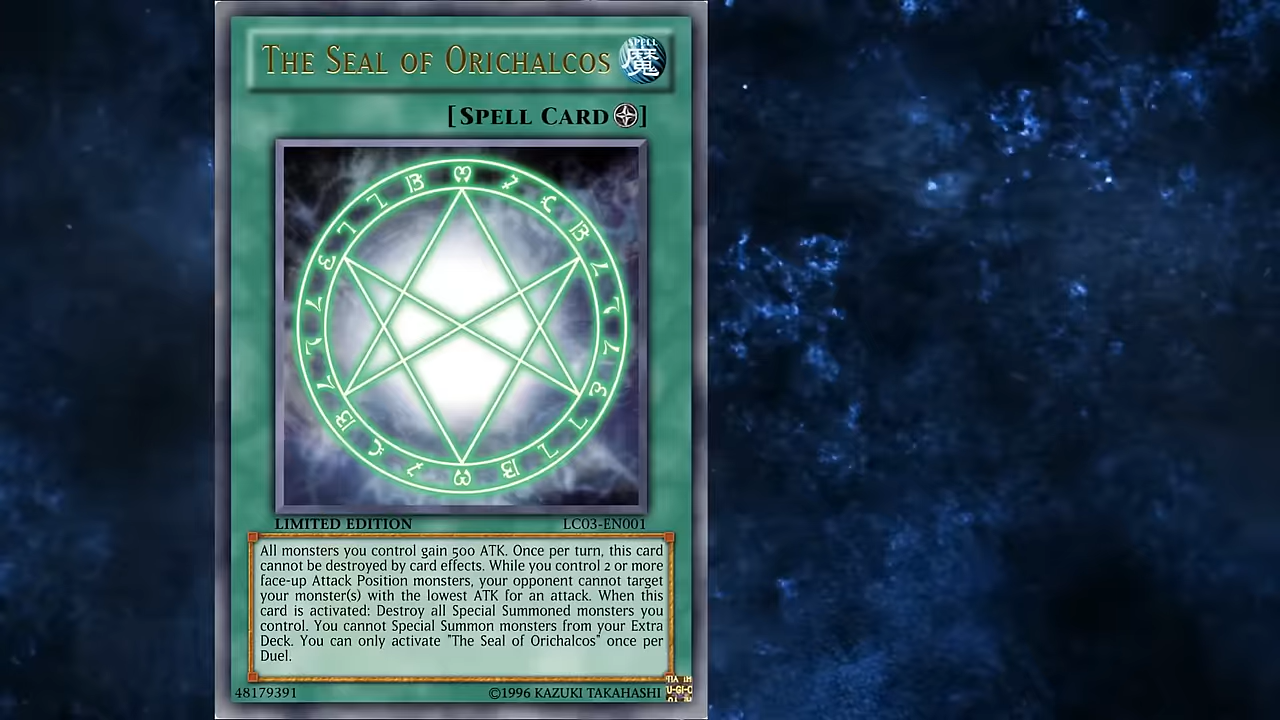 THE SEAL OF ORICHALCOS
SPELL
魔
[SPELL CARD]
LIMITED EDITION
LC03-EN001
All monsters you control gain 500 ATK. Once per turn, this card
cannot be destroyed by card effects. While you control 2 or more
face-up Attack Position monsters, your opponent cannot target
your monster(s) with the lowest ATK for an attack. When this
card is activated: Destroy all Special Summoned monsters you
control. You cannot Special Summon monsters from your Extra
Deck. You can only activate "The Seal of Orichalcos" once per
Duel.
48179391
©1996 KAZUKI TAKAHASHI